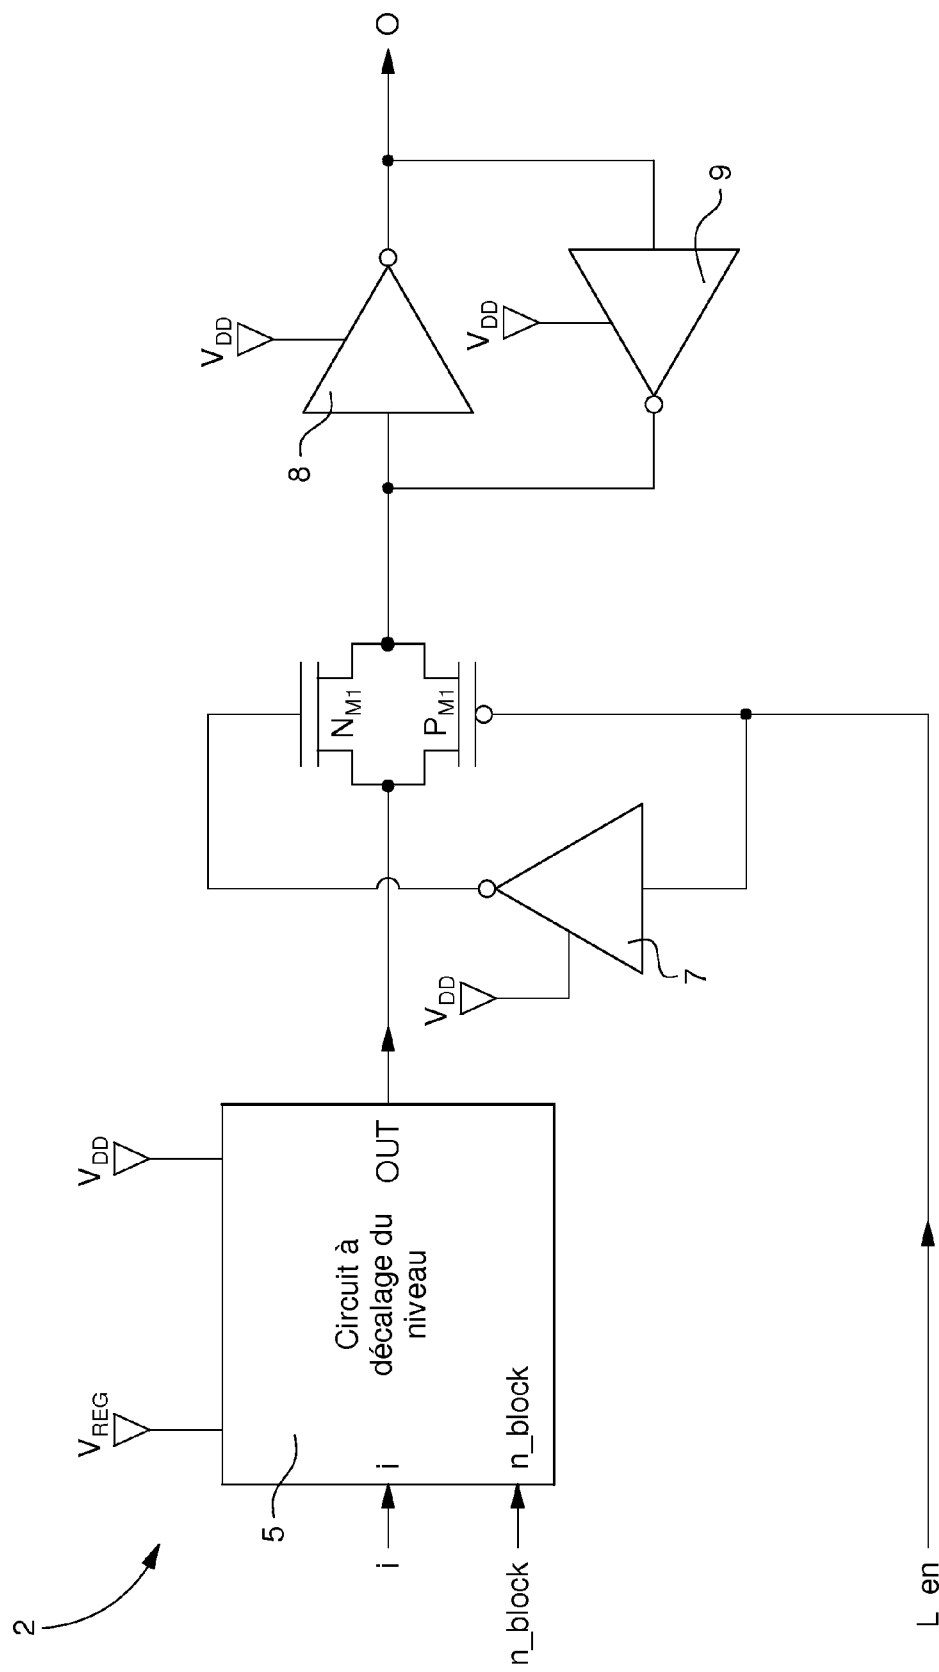 2
V_REG
V_DD
5
Circuit à
décalage du
niveau
OUT
i
i
n_block
n_block
V_DD
7
N_M1
P_M1
V_DD
8
V_DD
9
O
L en